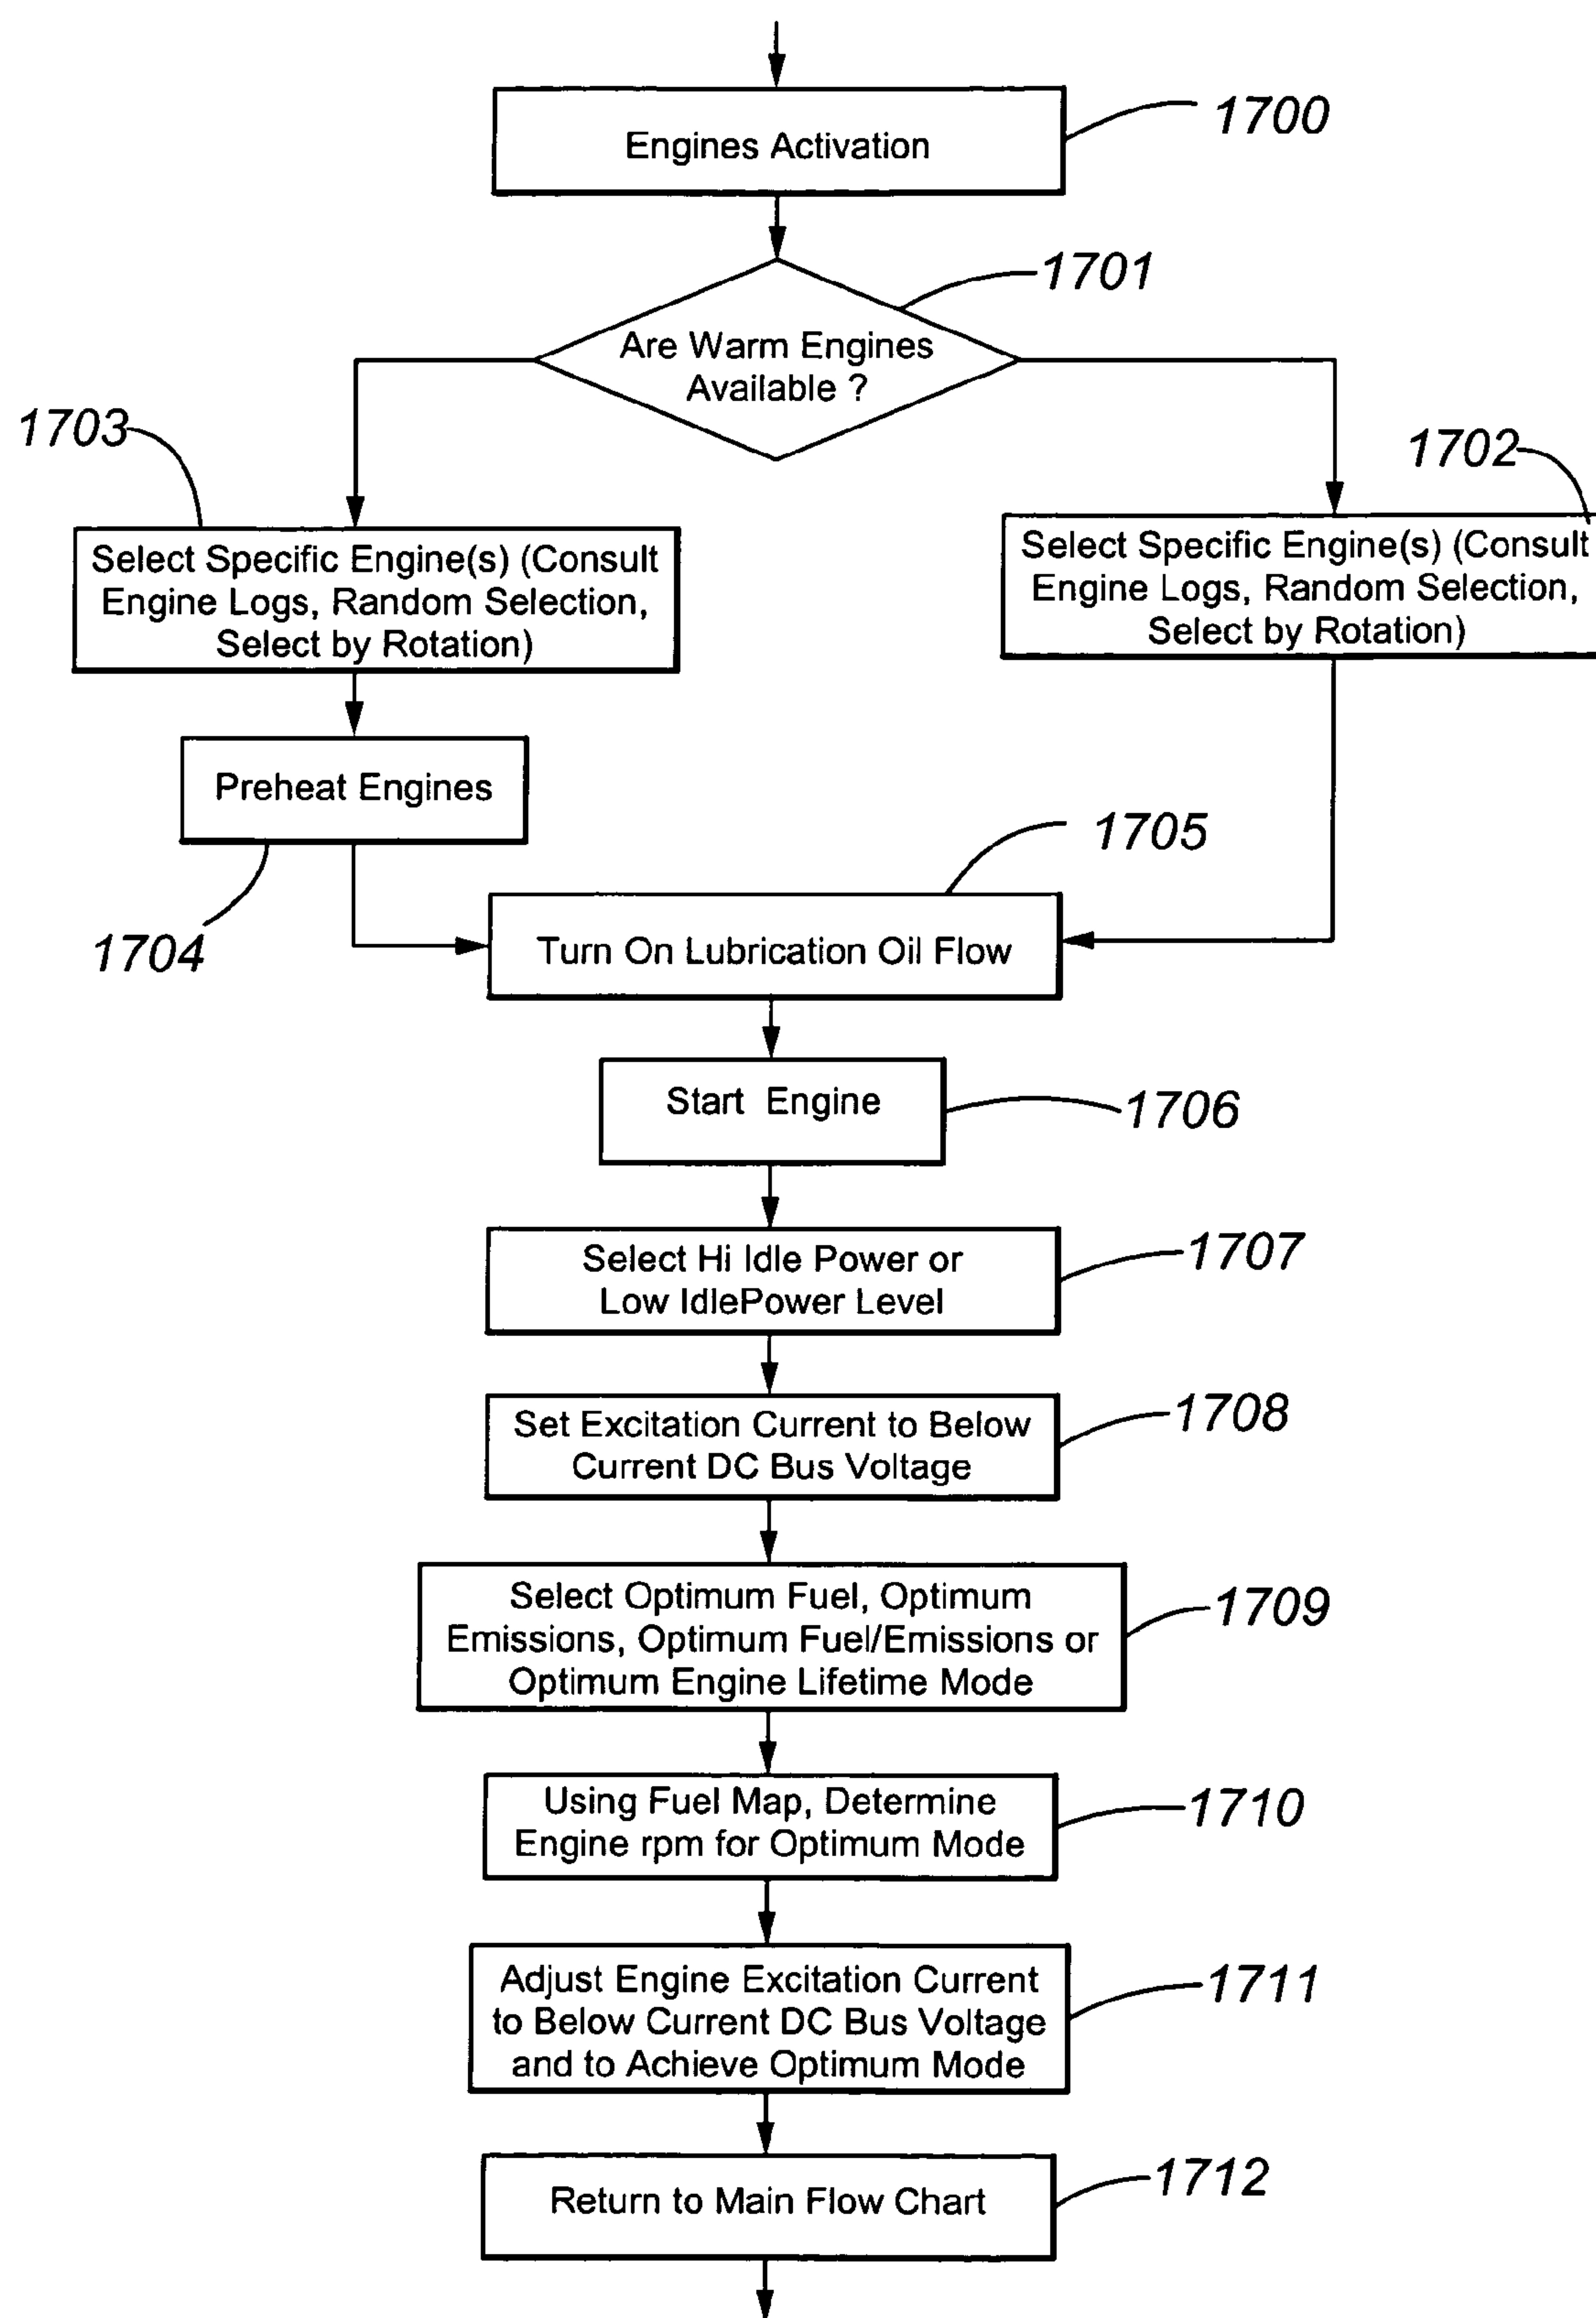 Engines Activation
1700
1701
Are Warm Engines
Available ?
1703
1702
Select Specific Engine(s) (Consult
Engine Logs, Random Selection,
Select by Rotation)
Select Specific Engine(s) (Consult
Engine Logs, Random Selection,
Select by Rotation)
Preheat Engines
1704
1705
Turn On Lubrication Oil Flow
Start Engine
1706
Select Hi Idle Power or
Low IdlePower Level
1707
Set Excitation Current to Below
Current DC Bus Voltage
1708
Select Optimum Fuel, Optimum
Emissions, Optimum Fuel/Emissions or
Optimum Engine Lifetime Mode
1709
Using Fuel Map, Determine
Engine rpm for Optimum Mode
1710
Adjust Engine Excitation Current
to Below Current DC Bus Voltage
and to Achieve Optimum Mode
1711
Return to Main Flow Chart
1712